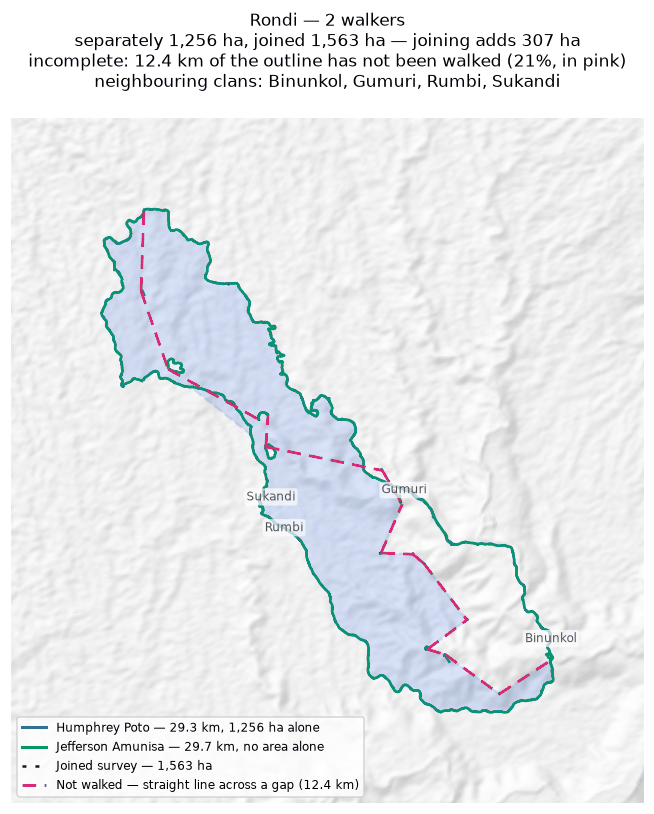 Rondi — 2 walkers
separately 1,256 ha, joined 1,563 ha — joining adds 307 ha
incomplete: 12.4 km of the outline has not been walked (21%, in pink)
neighbouring clans: Binunkol, Gumuri, Rumbi, Sukandi
Gumuri
Sukandi
Rumbi
Binunkol
Humphrey Poto — 29.3 km, 1,256 ha alone
Jefferson Amunisa — 29.7 km, no area alone
Joined survey — 1,563 ha
Not walked — straight line across a gap (12.4 km)